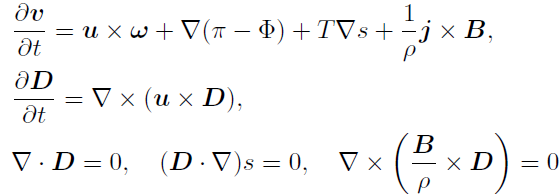 ∂𝒗/∂t = 𝒖 × 𝝎 + ∇(π − Φ) + T∇s + (1/ρ) 𝒋 × 𝑩,
∂𝑫/∂t = ∇ × (𝒖 × 𝑫),
∇ · 𝑫 = 0, (𝑫 · ∇)s = 0, ∇ × (𝑩/ρ × 𝑫) = 0